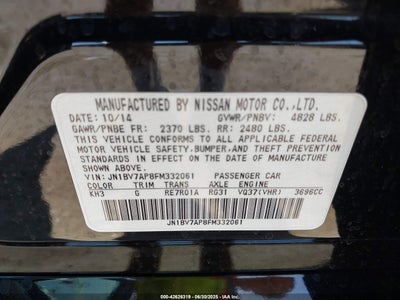 MANUFACTURED BY NISSAN MOTOR CO.,LTD.
DATE: 10/14 GVWR/PNBV: 4828 LBS.
GAWR/PNBE FR: 2370 LBS. RR: 2480 LBS.
THIS VEHICLE CONFORMS TO ALL APPLICABLE FEDERAL
MOTOR VEHICLE SAFETY,BUMPER,AND THEFT PREVENTION
STANDARDS IN EFFECT ON THE DATE OF MANUFACTURE
SHOWN ABOVE.
VIN: JN1BV7AP8FM332061 PASSENGER CAR
COLOR TRIM TRANS AXLE ENGINE
KH3 G RE7R01A RG31 VQ37(VHR) 3696CC
JN1BV7AP8FM332061
000-42626319 - 06/30/2025 - IAA Inc.